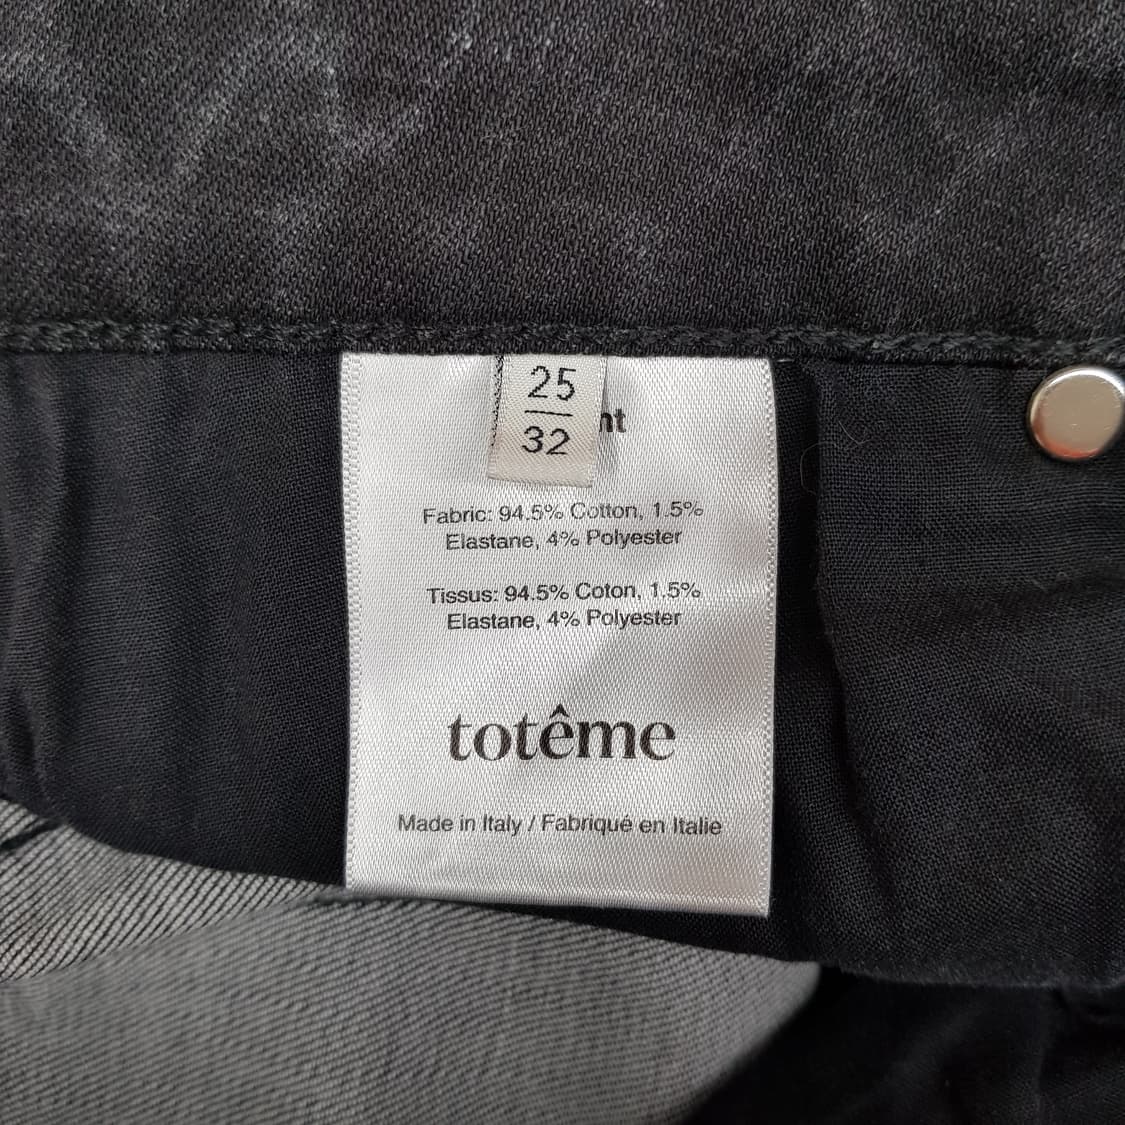 25
32
Fabric: 94.5% Cotton, 1.5%
Elastane, 4% Polyester
Tissus: 94.5% Coton, 1.5%
Elastane, 4% Polyester
totême
Made in Italy / Fabriqué en Italie